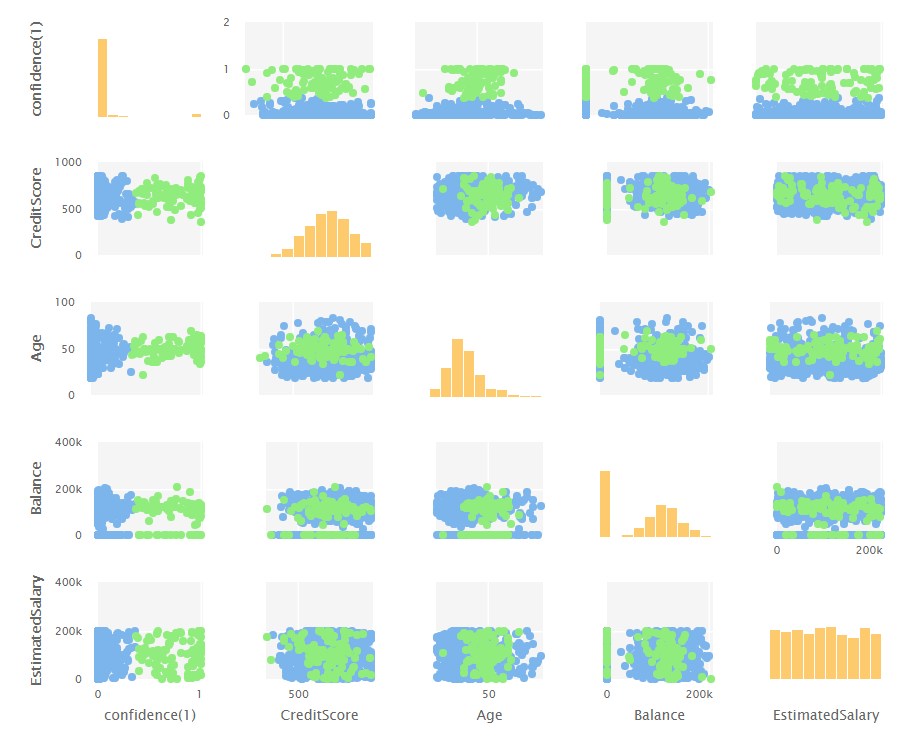 confidence(1)
2
1
0
CreditScore
1000
500
0
Age
100
50
0
Balance
400k
200k
0
0 200k
EstimatedSalary
400k
200k
0
0 1 500 50 0 200k
confidence(1) CreditScore Age Balance EstimatedSalary